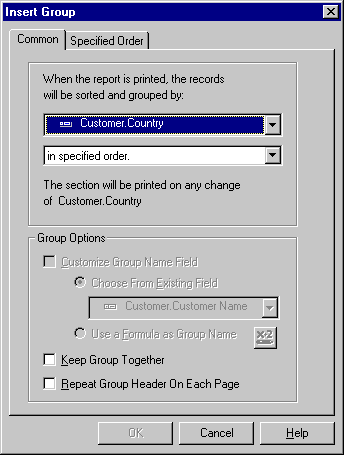 Insert Group
Common Specified Order
When the report is printed, the records
will be sorted and grouped by:
Customer.Country
in specified order.
The section will be printed on any change
of Customer.Country
Group Options
Customize Group Name Field
Choose From Existing Field
Customer.Customer Name
Use a Formula as Group Name
X-2
Keep Group Together
Repeat Group Header On Each Page
OK Cancel Help